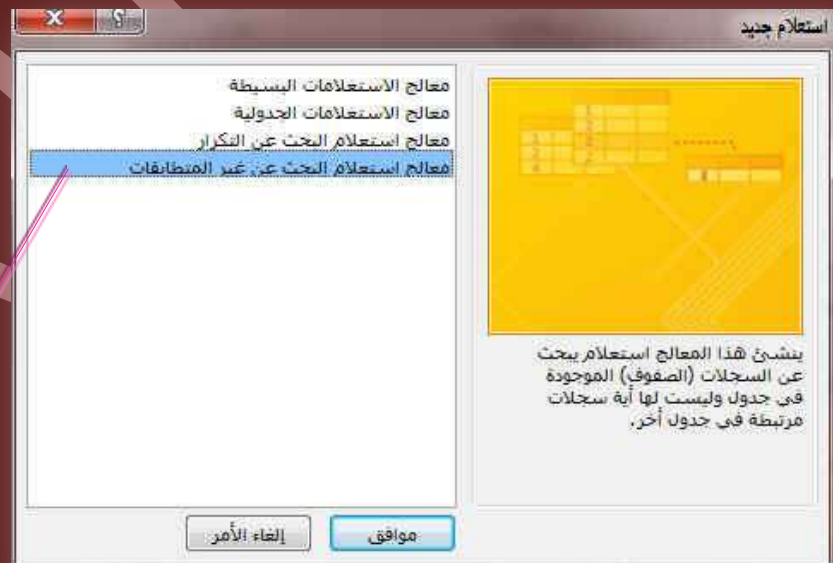 استعلام جديد
معالج الاستعلامات البسيطة
معالج الاستعلامات الجدولية
معالج استعلام البحث عن التكرار
معالج استعلام البحث عن غير المتطابقات
ينشئ هذا المعالج استعلام يبحث
عن السجلات (الصفوف) الموجودة
في جدول وليست لها أية سجلات
مرتبطة في جدول أخر.
موافق
إلغاء الأمر